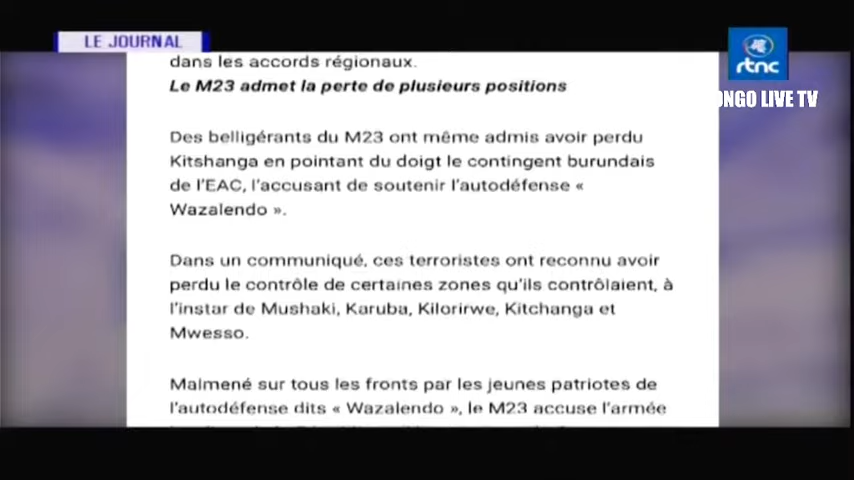 LE JOURNAL
rtnc
ONGO LIVE TV
dans les accords régionaux.
Le M23 admet la perte de plusieurs positions
Des belligérants du M23 ont même admis avoir perdu
Kitshanga en pointant du doigt le contingent burundais
de l'EAC, l'accusant de soutenir l'autodéfense «
Wazalendo ».
Dans un communiqué, ces terroristes ont reconnu avoir
perdu le contrôle de certaines zones qu'ils contrôlaient, à
l'instar de Mushaki, Karuba, Kilorirwe, Kitchanga et
Mwesso.
Malmené sur tous les fronts par les jeunes patriotes de
l'autodéfense dits « Wazalendo », le M23 accuse l'armée